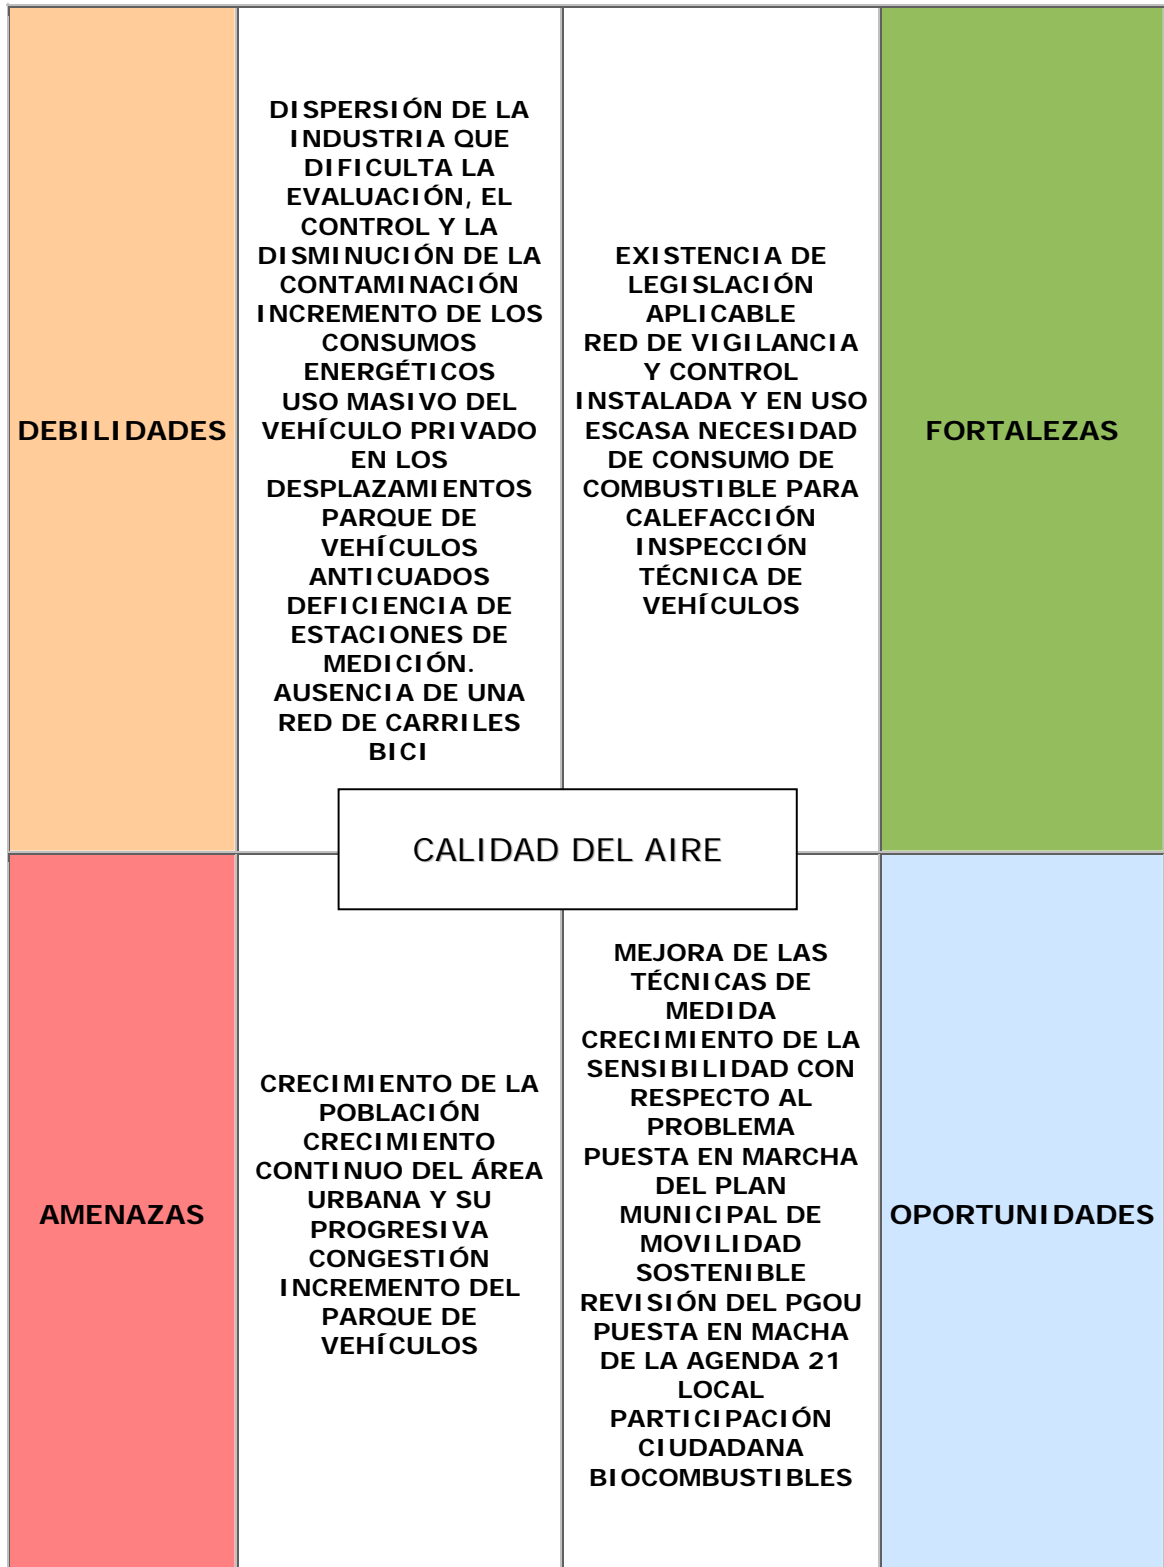 DEBILIDADES
DISPERSIÓN DE LA
INDUSTRIA QUE
DIFICULTA LA
EVALUACIÓN, EL
CONTROL Y LA
DISMINUCIÓN DE LA
CONTAMINACIÓN
INCREMENTO DE LOS
CONSUMOS
ENERGÉTICOS
USO MASIVO DEL
VEHÍCULO PRIVADO
EN LOS
DESPLAZAMIENTOS
PARQUE DE
VEHÍCULOS
ANTICUADOS
DEFICIENCIA DE
ESTACIONES DE
MEDICIÓN.
AUSENCIA DE UNA
RED DE CARRILES
BICI
EXISTENCIA DE
LEGISLACIÓN
APLICABLE
RED DE VIGILANCIA
Y CONTROL
INSTALADA Y EN USO
ESCASA NECESIDAD
DE CONSUMO DE
COMBUSTIBLE PARA
CALEFACCIÓN
INSPECCIÓN
TÉCNICA DE
VEHÍCULOS
FORTALEZAS
CALIDAD DEL AIRE
AMENAZAS
CRECIMIENTO DE LA
POBLACIÓN
CRECIMIENTO
CONTINUO DEL ÁREA
URBANA Y SU
PROGRESIVA
CONGESTIÓN
INCREMENTO DEL
PARQUE DE
VEHÍCULOS
MEJORA DE LAS
TÉCNICAS DE
MEDIDA
CRECIMIENTO DE LA
SENSIBILIDAD CON
RESPECTO AL
PROBLEMA
PUESTA EN MARCHA
DEL PLAN
MUNICIPAL DE
MOVILIDAD
SOSTENIBLE
REVISIÓN DEL PGOU
PUESTA EN MACHA
DE LA AGENDA 21
LOCAL
PARTICIPACIÓN
CIUDADANA
BIOCOMBUSTIBLES
OPORTUNIDADES